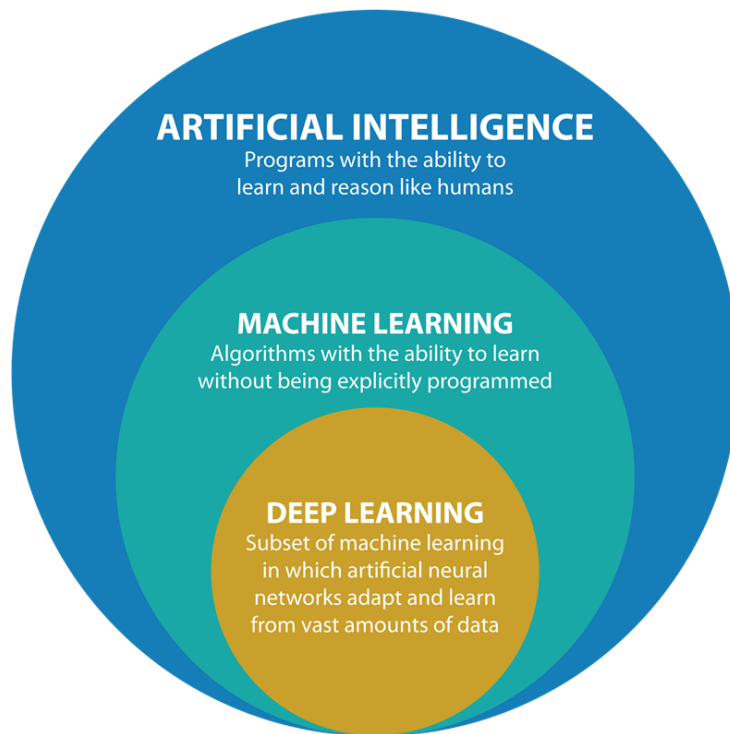 ARTIFICIAL INTELLIGENCE
Programs with the ability to
learn and reason like humans
MACHINE LEARNING
Algorithms with the ability to learn
without being explicitly programmed
DEEP LEARNING
Subset of machine learning
in which artificial neural
networks adapt and learn
from vast amounts of data